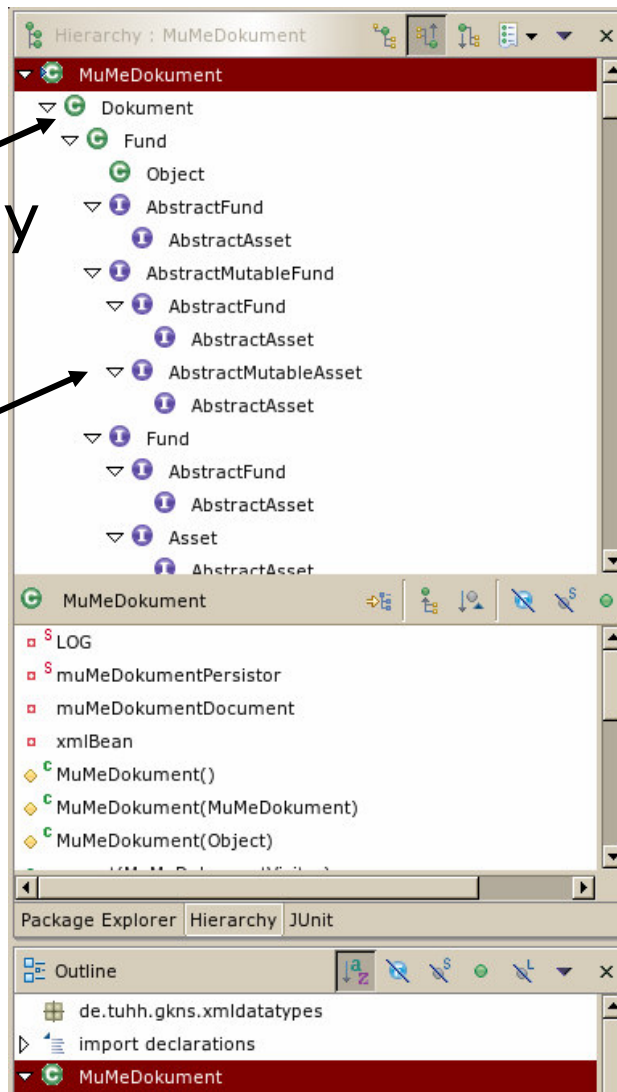 Hierarchy : MuMeDokument
MuMeDokument
Dokument
Fund
Object
y
AbstractFund
AbstractAsset
AbstractMutableFund
AbstractFund
AbstractAsset
AbstractMutableAsset
AbstractAsset
Fund
AbstractFund
AbstractAsset
Asset
AbstractAsset
MuMeDokument
LOG
muMeDokumentPersistor
muMeDokumentDocument
xmlBean
MuMeDokument()
MuMeDokument(MuMeDokument)
MuMeDokument(Object)
Package Explorer Hierarchy JUnit
Outline
de.tuhh.gkns.xmldatatypes
import declarations
MuMeDokument